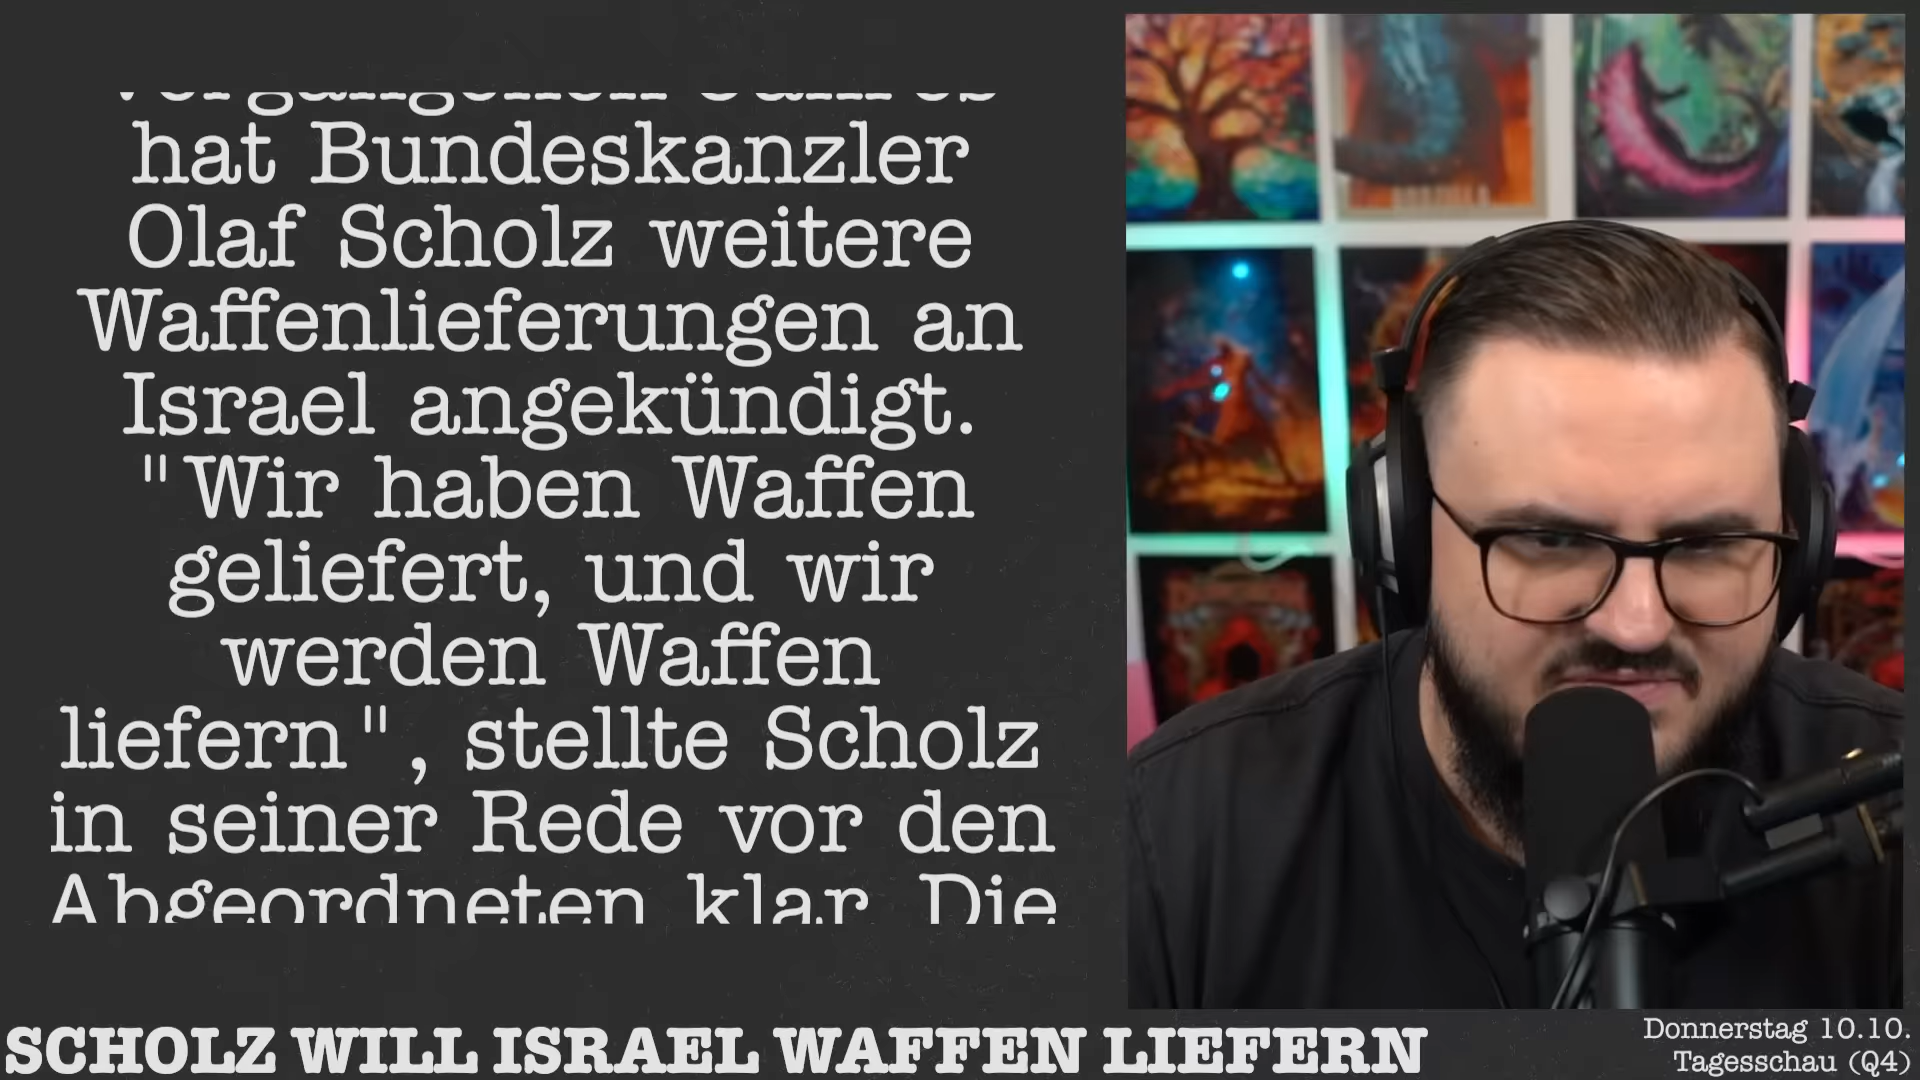 vergangenen Jahres
hat Bundeskanzler
Olaf Scholz weitere
Waffenlieferungen an
Israel angekündigt.
"Wir haben Waffen
geliefert, und wir
werden Waffen
liefern", stellte Scholz
in seiner Rede vor den
Abgeordneten klar. Die
SCHOLZ WILL ISRAEL WAFFEN LIEFERN
Donnerstag 10.10.
Tagesschau (Q4)